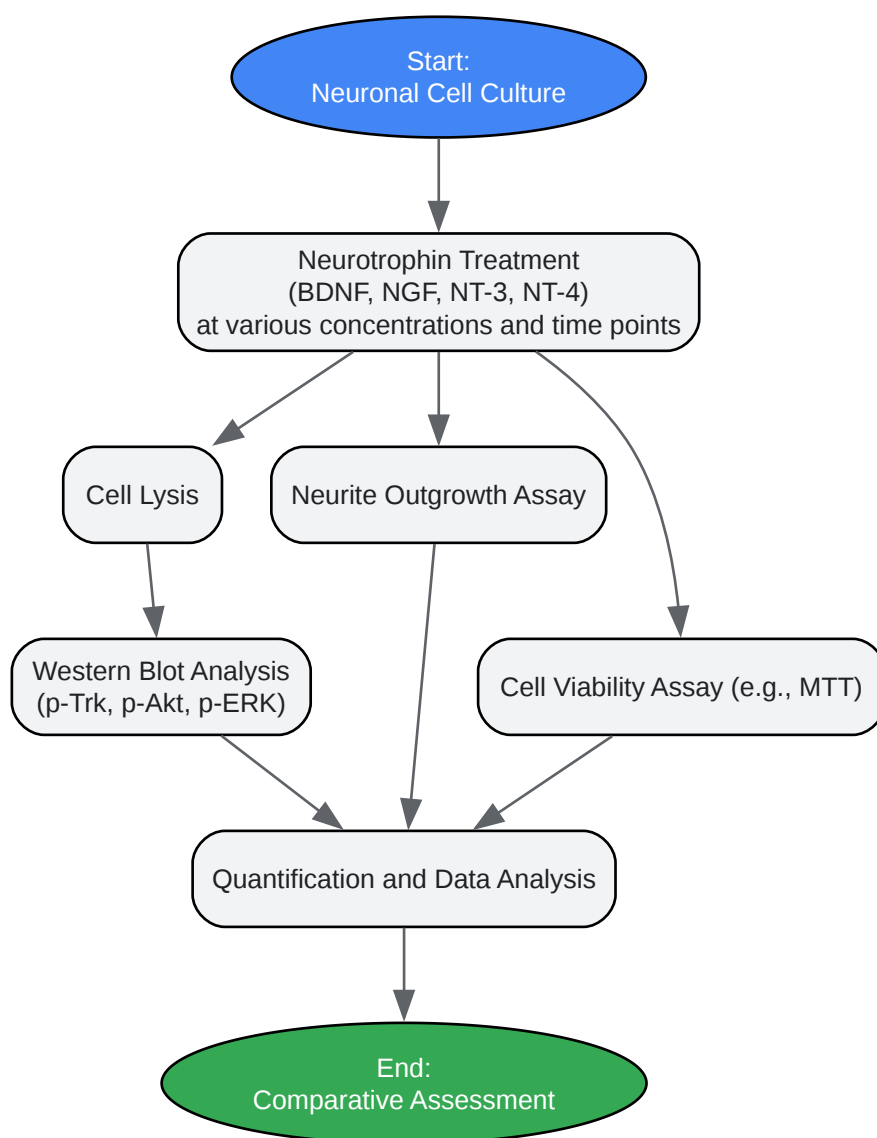 Start:
Neuronal Cell Culture
Neurotrophin Treatment
(BDNF, NGF, NT-3, NT-4)
at various concentrations and time points
Cell Lysis
Neurite Outgrowth Assay
Western Blot Analysis
(p-Trk, p-Akt, p-ERK)
Cell Viability Assay (e.g., MTT)
Quantification and Data Analysis
End:
Comparative Assessment